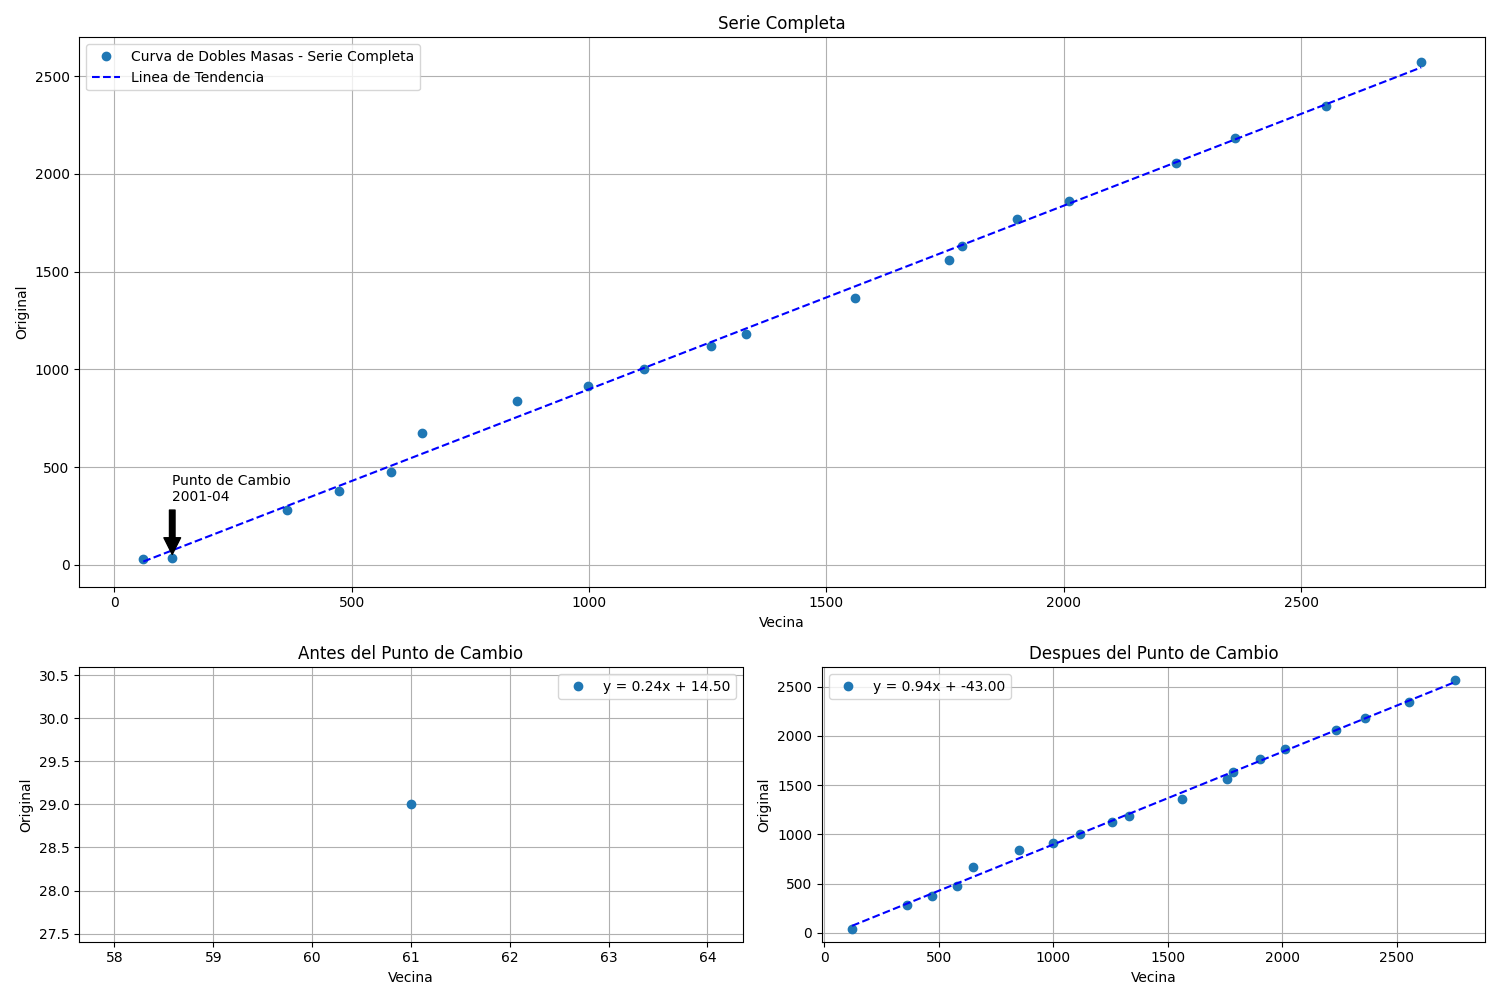 Serie Completa
Curva de Dobles Masas - Serie Completa
Linea de Tendencia
2500
2000
1500
1000
500
0
Original
Punto de Cambio
2001-04
0 500 1000 1500 2000 2500
Vecina
Antes del Punto de Cambio
y = 0.24x + 14.50
30.5
30.0
29.5
29.0
28.5
28.0
27.5
Original
58 59 60 61 62 63 64
Vecina
Despues del Punto de Cambio
y = 0.94x + -43.00
2500
2000
1500
1000
500
0
Original
0 500 1000 1500 2000 2500
Vecina